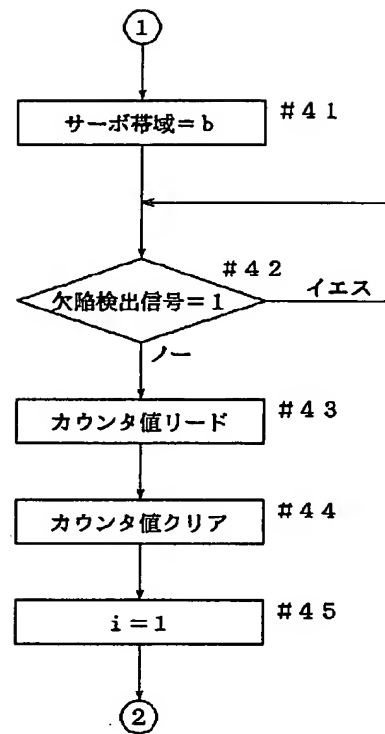 1
サーボ帯域=b
#41
#42
欠陥検出信号=1
イエス
ノー
カウンタ値リード
#43
カウンタ値クリア
#44
i=1
#45
2